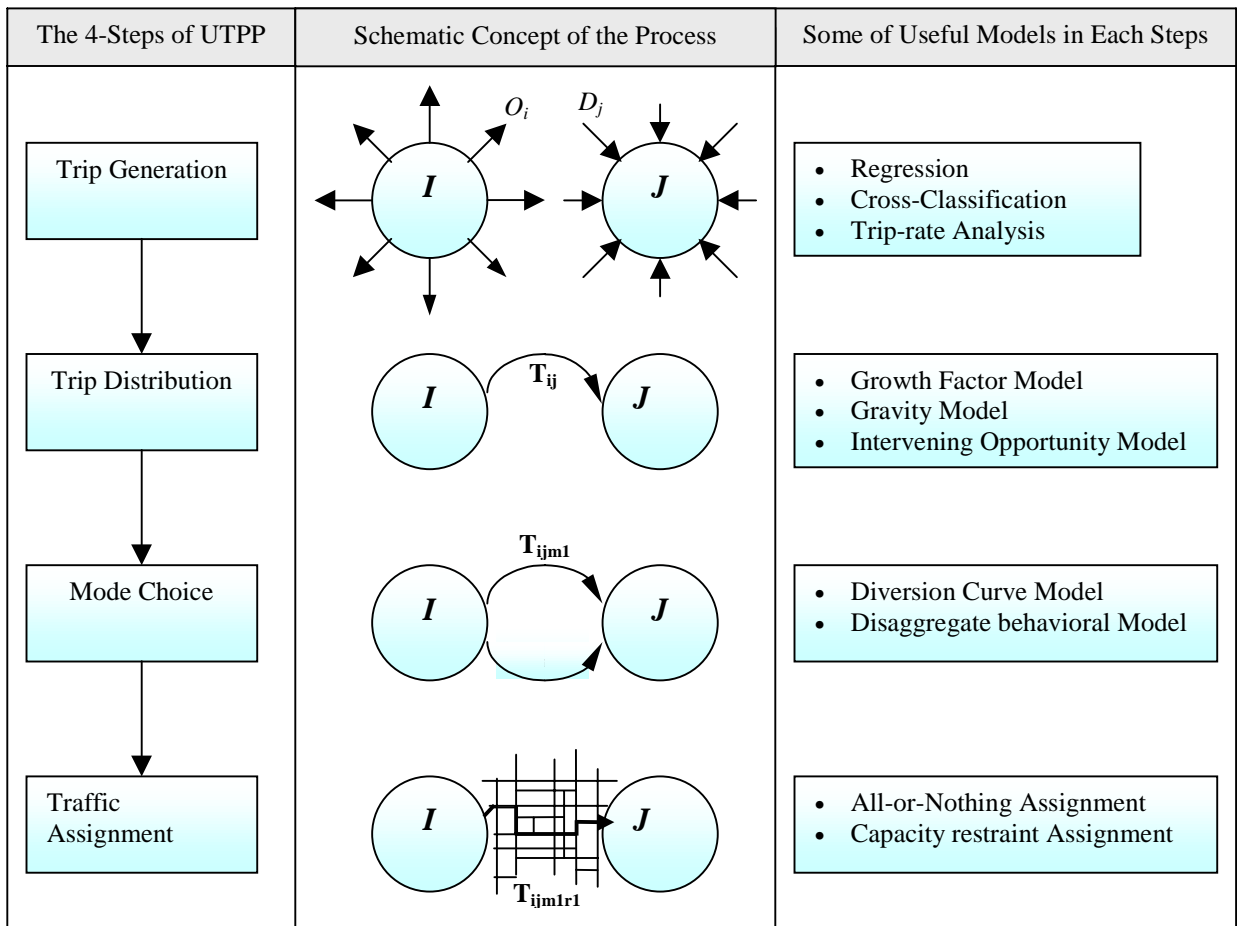 The 4-Steps of UTPP
Schematic Concept of the Process
Some of Useful Models in Each Steps
Trip Generation
O_i
D_j
I
J
• Regression
• Cross-Classification
• Trip-rate Analysis
Trip Distribution
I
T_ij
J
• Growth Factor Model
• Gravity Model
• Intervening Opportunity Model
Mode Choice
T_ijm1
I
J
• Diversion Curve Model
• Disaggregate behavioral Model
Traffic
Assignment
I
J
T_ijm1r1
• All-or-Nothing Assignment
• Capacity restraint Assignment